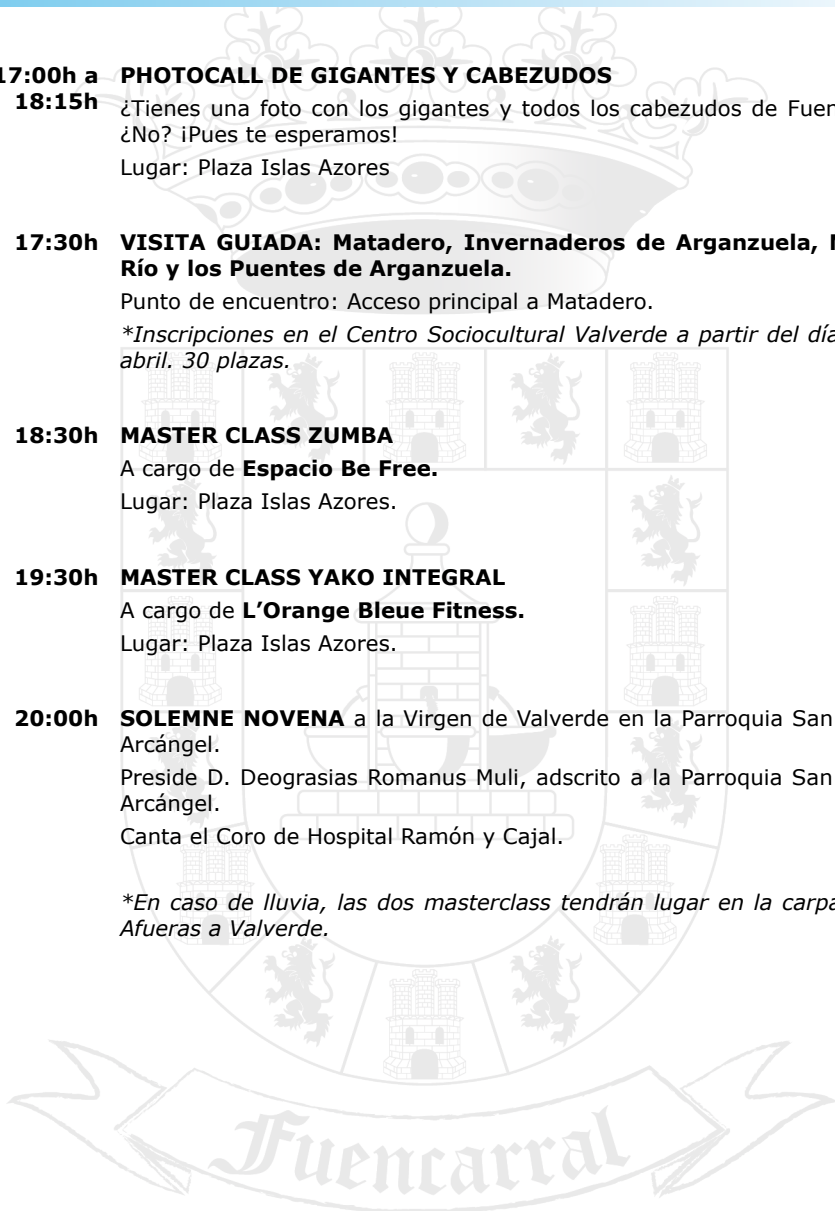 17:00h a PHOTOCALL DE GIGANTES Y CABEZUDOS
18:15h ¿Tienes una foto con los gigantes y todos los cabezudos de
¿No? ¡Pues te esperamos!
Lugar: Plaza Islas Azores
17:30h VISITA GUIADA: Matadero, Invernaderos de Arganzuela,
Río y los Puentes de Arganzuela.
Punto de encuentro: Acceso principal a Matadero.
*Inscripciones en el Centro Sociocultural Valverde a partir del día
abril. 30 plazas.
18:30h MASTER CLASS ZUMBA
A cargo de Espacio Be Free.
Lugar: Plaza Islas Azores.
19:30h MASTER CLASS YAKO INTEGRAL
A cargo de L'Orange Bleue Fitness.
Lugar: Plaza Islas Azores.
20:00h SOLEMNE NOVENA a la Virgen de Valverde en la Parroquia San
Arcángel.
Preside D. Deograsias Romanus Muli, adscrito a la Parroquia San
Arcángel.
Canta el Coro de Hospital Ramón y Cajal.
*En caso de lluvia, las dos masterclass tendrán lugar en la carpa
Afueras a Valverde.
Fuencarral